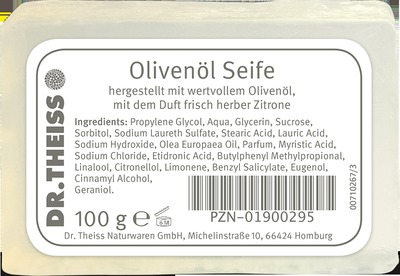 DR.THEISS
Olivenöl Seife
hergestellt mit wertvollem Olivenöl,
mit dem Duft frisch herber Zitrone
Ingredients: Propylene Glycol, Aqua, Glycerin, Sucrose,
Sorbitol, Sodium Laureth Sulfate, Stearic Acid, Lauric Acid,
Sodium Hydroxide, Olea Europaea Oil, Parfum, Myristic Acid,
Sodium Chloride, Etidronic Acid, Butylphenyl Methylpropional,
Linalool, Citronellol, Limonene, Benzyl Salicylate, Eugenol,
Cinnamyl Alcohol,
Geraniol.
100 g e 6M
PZN-01900295
00710267/3
Dr. Theiss Naturwaren GmbH, Michelinstraße 10, 66424 Homburg